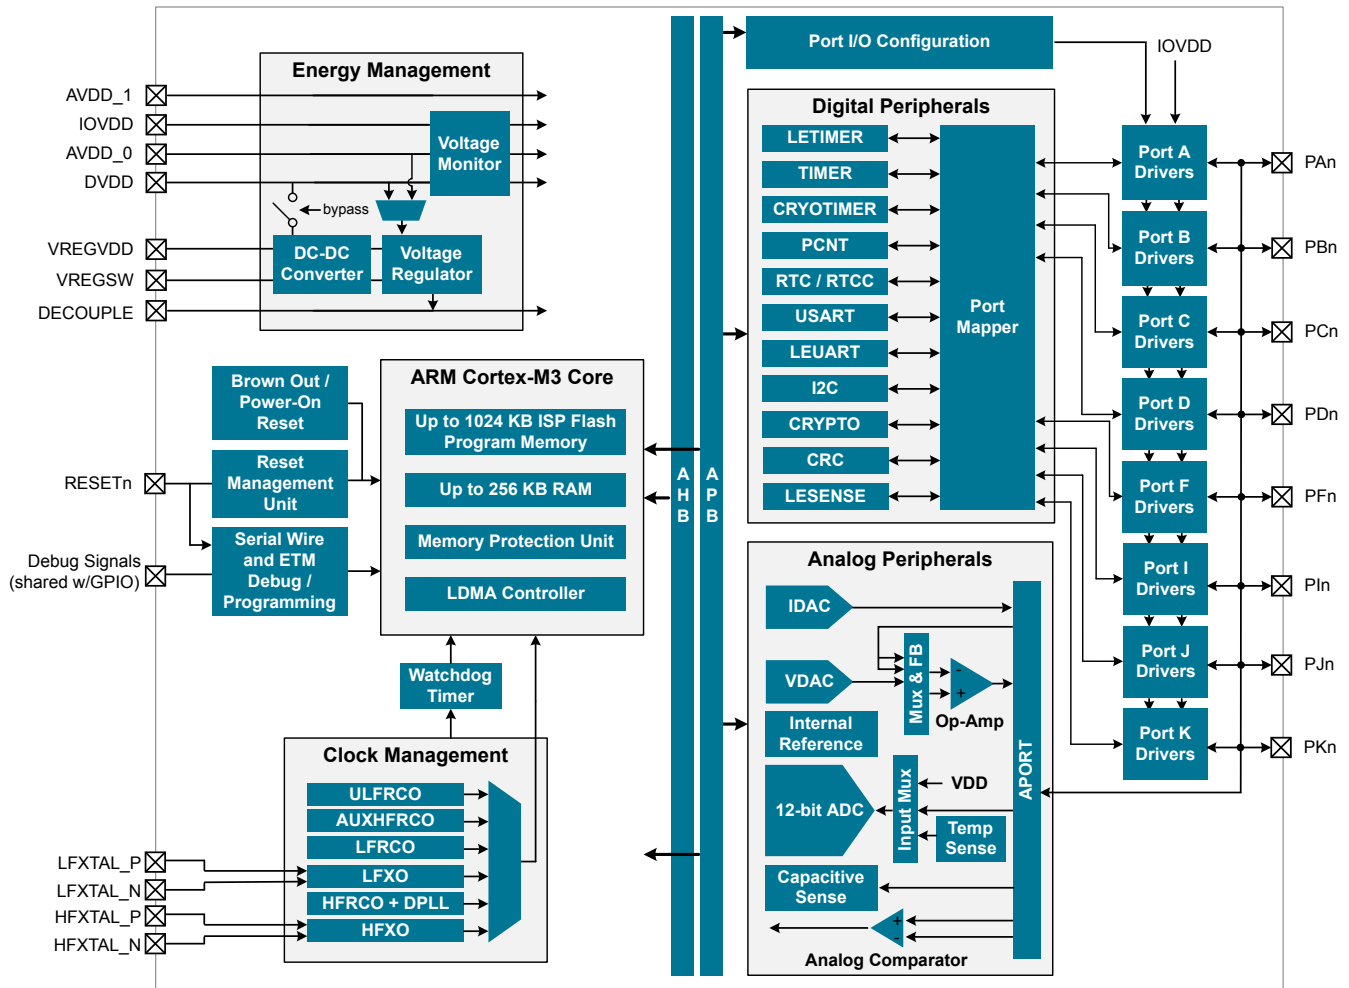 Energy Management
AVDD_1
IOVDD
AVDD_0
DVDD
VREGVDD
VREGSW
DECOUPLE
Voltage
Monitor
bypass
DC-DC
Converter
Voltage
Regulator
Brown Out /
Power-On
Reset
Reset
Management
Unit
Serial Wire
and ETM
Debug /
Programming
RESETn
Debug Signals
(shared w/GPIO)
ARM Cortex-M3 Core
Up to 1024 KB ISP Flash
Program Memory
Up to 256 KB RAM
Memory Protection Unit
LDMA Controller
Watchdog
Timer
Clock Management
ULFRCO
AUXHFRCO
LFRCO
LFXO
HFRCO + DPLL
HFXO
LFXTAL_P
LFXTAL_N
HFXTAL_P
HFXTAL_N
A
H
B
A
P
B
Port I/O Configuration
IOVDD
Digital Peripherals
LETIMER
TIMER
CRYOTIMER
PCNT
RTC / RTCC
USART
LEUART
I2C
CRYPTO
CRC
LESENSE
Port
Mapper
Analog Peripherals
IDAC
VDAC
Mux & FB
-
+
Op-Amp
Internal
Reference
12-bit ADC
Input Mux
VDD
Temp
Sense
Capacitive
Sense
+
-
Analog Comparator
APORT
Port A
Drivers
Port B
Drivers
Port C
Drivers
Port D
Drivers
Port F
Drivers
Port I
Drivers
Port J
Drivers
Port K
Drivers
PAn
PBn
PCn
PDn
PFn
PIn
PJn
PKn